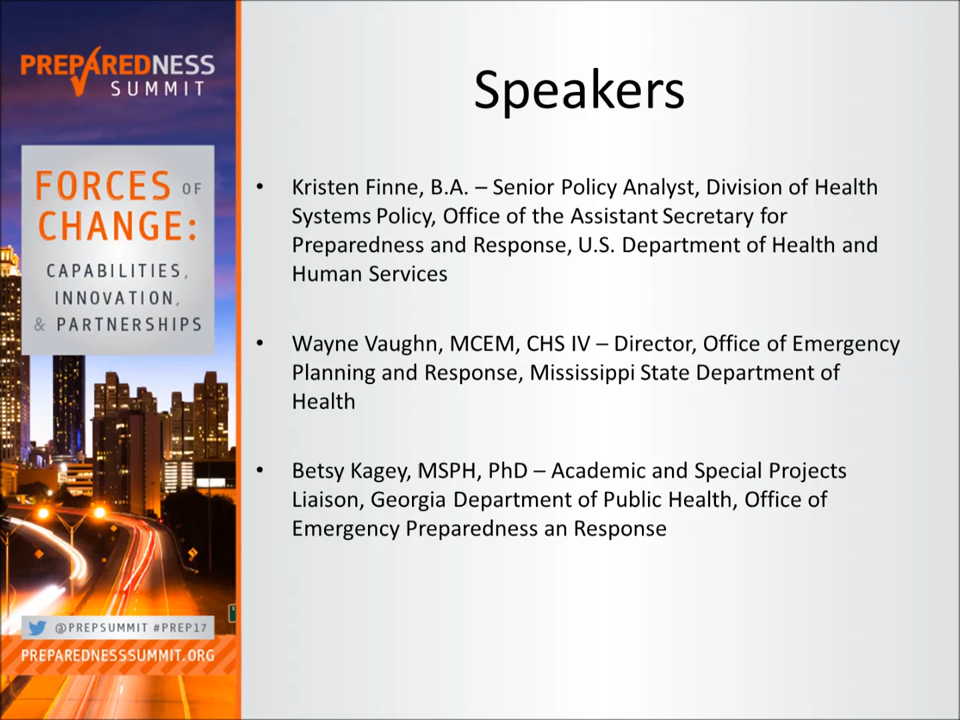 PREPAREDNESS
SUMMIT
FORCES OF
CHANGE:
CAPABILITIES,
INNOVATION,
& PARTNERSHIPS
@PREPSUMMIT #PREP17
PREPAREDNESSSUMMIT.ORG
Speakers
• Kristen Finne, B.A. – Senior Policy Analyst, Division of Health
Systems Policy, Office of the Assistant Secretary for
Preparedness and Response, U.S. Department of Health and
Human Services
• Wayne Vaughn, MCEM, CHS IV – Director, Office of Emergency
Planning and Response, Mississippi State Department of
Health
• Betsy Kagey, MSPH, PhD – Academic and Special Projects
Liaison, Georgia Department of Public Health, Office of
Emergency Preparedness an Response